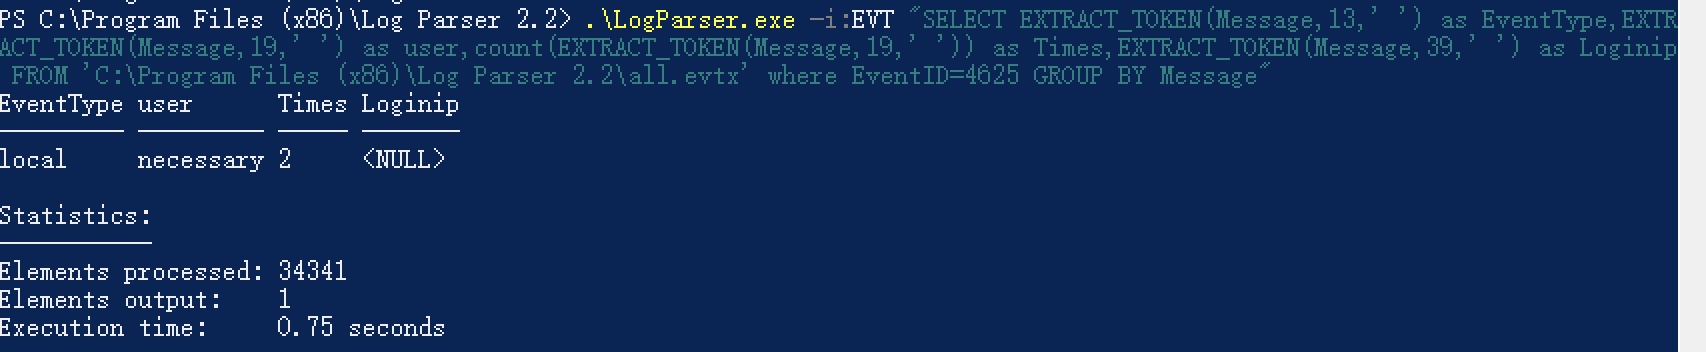 PS C:\Program Files (x86)\Log Parser 2.2> .\LogParser.exe -i:EVT "SELECT EXTRACT_TOKEN(Message,13,' ') as EventType,EXTR
ACT_TOKEN(Message,19,' ') as user,count(EXTRACT_TOKEN(Message,19,' ')) as Times,EXTRACT_TOKEN(Message,39,' ') as Loginip
FROM 'C:\Program Files (x86)\Log Parser 2.2\all.evtx' where EventID=4625 GROUP BY Message"
EventType user Times Loginip
local necessary 2 <NULL>
Statistics:
Elements processed: 34341
Elements output: 1
Execution time: 0.75 seconds